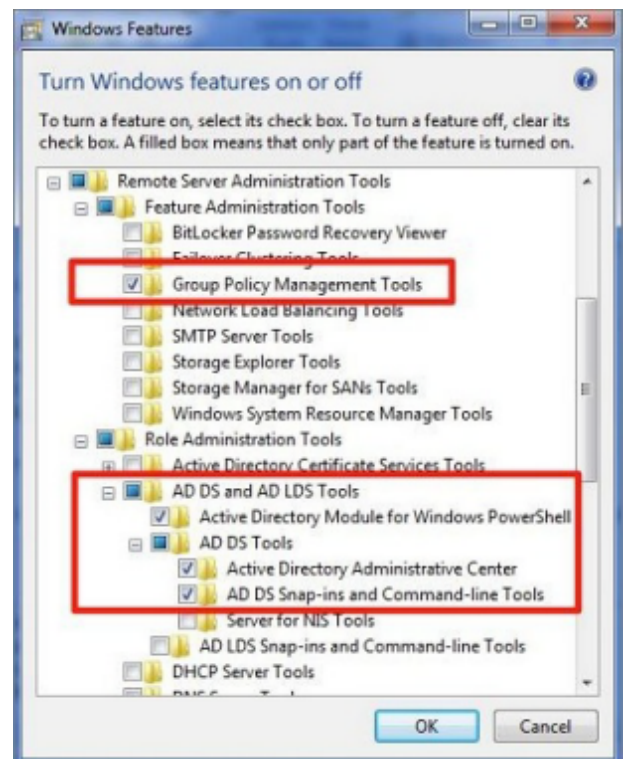 Windows Features
Turn Windows features on or off
To turn a feature on, select its check box. To turn a feature off, clear its
check box. A filled box means that only part of the feature is turned on.
Remote Server Administration Tools
Feature Administration Tools
BitLocker Password Recovery Viewer
Failover Clustering Tools
Group Policy Management Tools
Network Load Balancing Tools
SMTP Server Tools
Storage Explorer Tools
Storage Manager for SANs Tools
Windows System Resource Manager Tools
Role Administration Tools
Active Directory Certificate Services Tools
AD DS and AD LDS Tools
Active Directory Module for Windows PowerShell
AD DS Tools
Active Directory Administrative Center
AD DS Snap-ins and Command-line Tools
Server for NIS Tools
AD LDS Snap-ins and Command-line Tools
DHCP Server Tools
DNS Server Tools
OK
Cancel